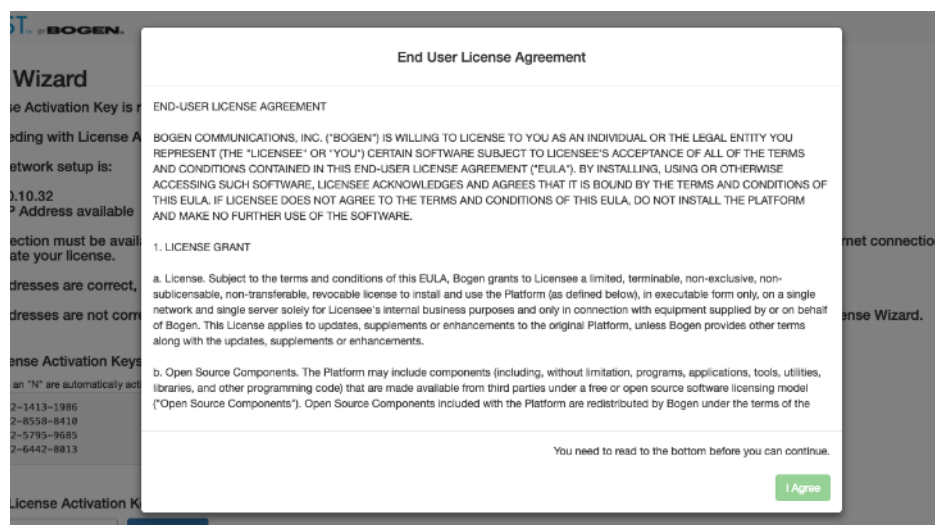 BY BOGEN.
Wizard
End User License Agreement
se Activation Key is r
END-USER LICENSE AGREEMENT
eding with License A
BOGEN COMMUNICATIONS, INC. ("BOGEN") IS WILLING TO LICENSE TO YOU AS AN INDIVIDUAL OR THE LEGAL ENTITY YOU
REPRESENT (THE "LICENSEE" OR "YOU") CERTAIN SOFTWARE SUBJECT TO LICENSEE'S ACCEPTANCE OF ALL OF THE TERMS
AND CONDITIONS CONTAINED IN THIS END-USER LICENSE AGREEMENT ("EULA"). BY INSTALLING, USING OR OTHERWISE
ACCESSING SUCH SOFTWARE, LICENSEE ACKNOWLEDGES AND AGREES THAT IT IS BOUND BY THE TERMS AND CONDITIONS OF
THIS EULA. IF LICENSEE DOES NOT AGREE TO THE TERMS AND CONDITIONS OF THIS EULA, DO NOT INSTALL THE PLATFORM
AND MAKE NO FURTHER USE OF THE SOFTWARE.
etwork setup is:
0.10.32
P Address available
ection must be avail
rnet connectio
ate your license.
1. LICENSE GRANT
a. License. Subject to the terms and conditions of this EULA, Bogen grants to Licensee a limited, terminable, non-exclusive, non-
sublicensable, non-transferable, revocable license to install and use the Platform (as defined below), in executable form only, on a single
network and single server solely for Licensee's internal business purposes and only in connection with equipment supplied by or on behalf
of Bogen. This License applies to updates, supplements or enhancements to the original Platform, unless Bogen provides other terms
along with the updates, supplements or enhancements.
dresses are correct,
dresses are not corre
ense Wizard.
ense Activation Keys
an "N" are automatically acti
b. Open Source Components. The Platform may include components (including, without limitation, programs, applications, tools, utilities,
libraries, and other programming code) that are made available from third parties under a free or open source software licensing model
("Open Source Components"). Open Source Components included with the Platform are redistributed by Bogen under the terms of the
2-1413-1986
2-8558-8410
2-5795-9685
2-6442-8013
You need to read to the bottom before you can continue.
I Agree
License Activation K